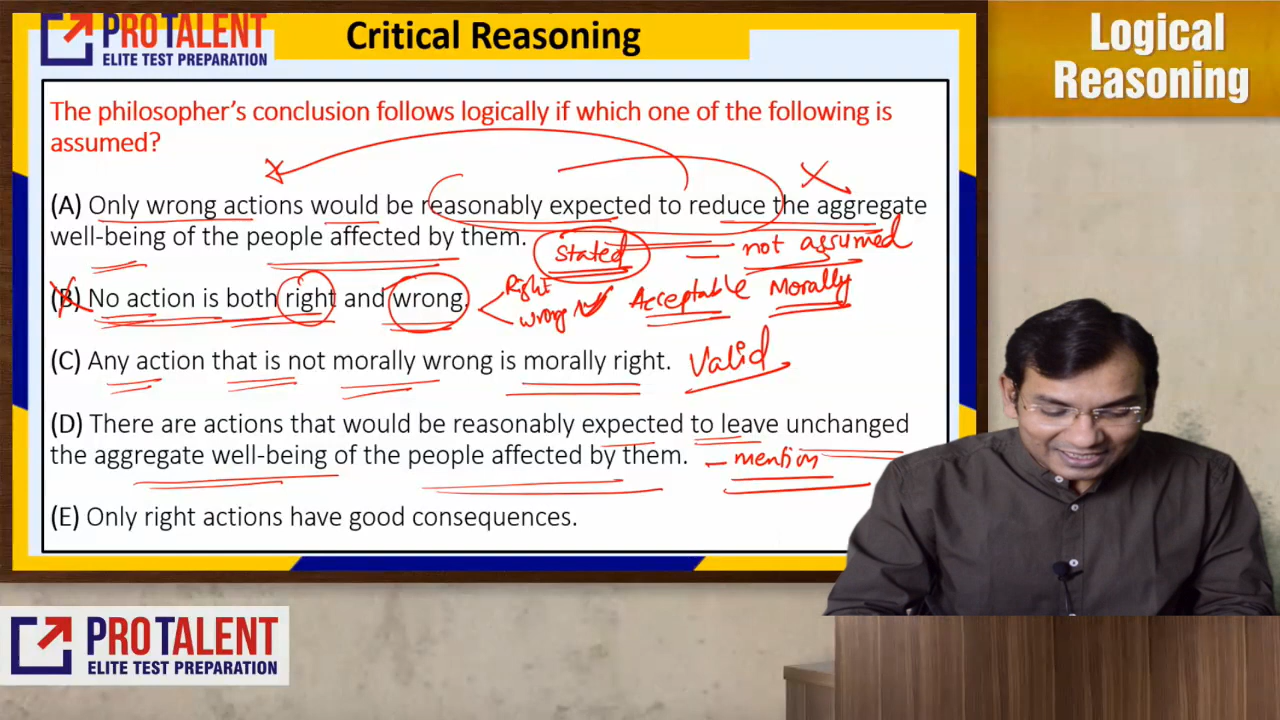 PROTALENT
ELITE TEST PREPARATION
Critical Reasoning
Logical
Reasoning
The philosopher's conclusion follows logically if which one of the following is
assumed?
(A) Only wrong actions would be reasonably expected to reduce the aggregate
well-being of the people affected by them.
Stated
not assumed
(B) No action is both right and wrong.
Right
wrong
Acceptable Morally
(C) Any action that is not morally wrong is morally right.
Valid
(D) There are actions that would be reasonably expected to leave unchanged
the aggregate well-being of the people affected by them.
- mention
(E) Only right actions have good consequences.
PROTALENT
ELITE TEST PREPARATION